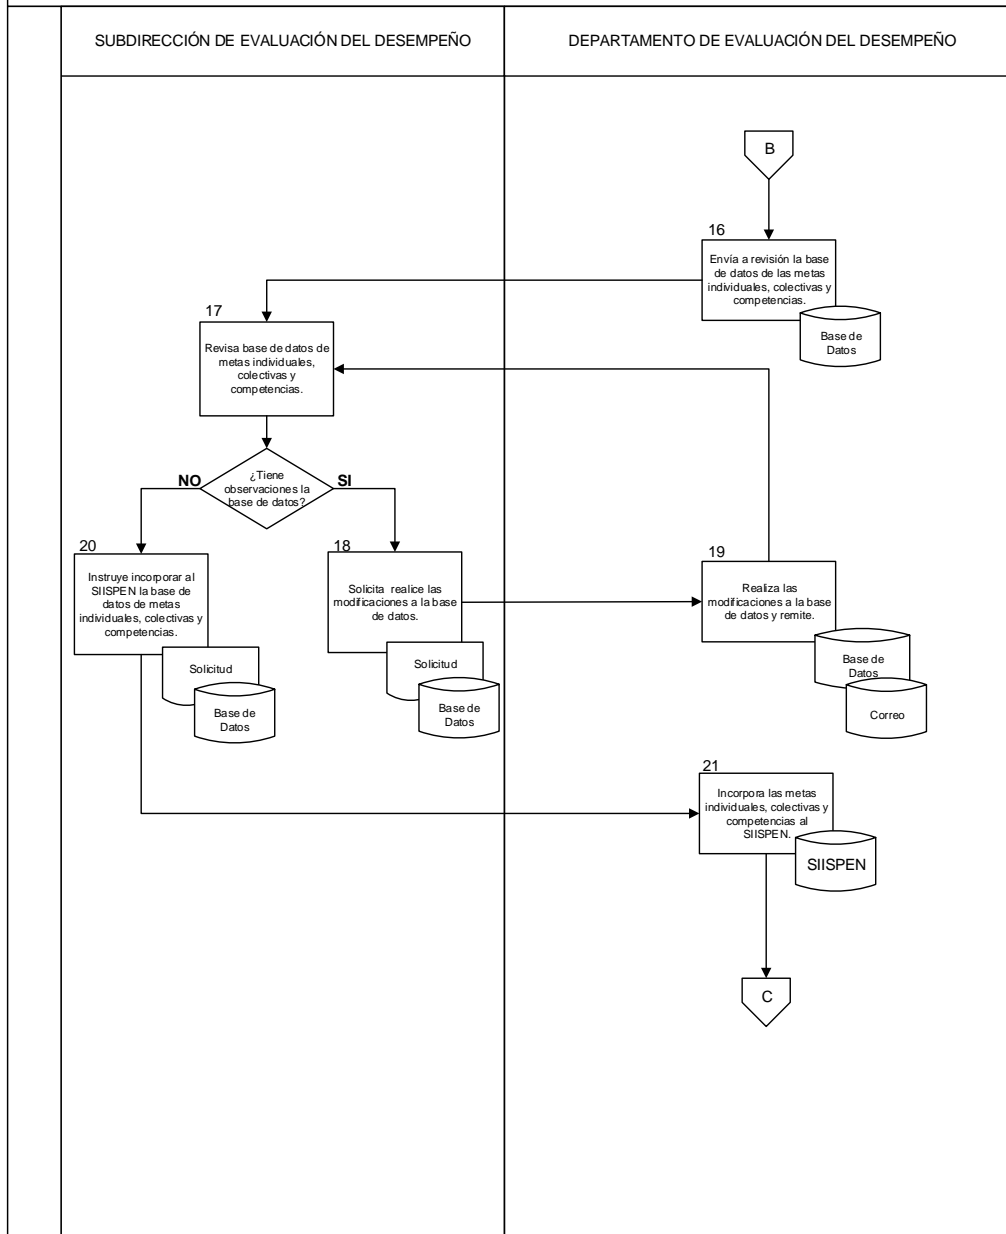 SUBDIRECCIÓN DE EVALUACIÓN DEL DESEMPEÑO
DEPARTAMENTO DE EVALUACIÓN DEL DESEMPEÑO
B
16
Envía a revisión la base
de datos de las metas
individuales, colectivas y
competencias.
Base de
Datos
17
Revisa base de datos de
metas individuales,
colectivas y
competencias.
¿Tiene
observaciones la
base de datos?
NO
SI
20
Instruye incorporar al
SIISPEN la base de
datos de metas
individuales, colectivas y
competencias.
Solicitud
Base de
Datos
18
Solicita realice las
modificaciones a la base
de datos.
Solicitud
Base de
Datos
19
Realiza las
modificaciones a la base
de datos y remite.
Base de
Datos
Correo
21
Incorpora las metas
individuales, colectivas y
competencias al
SIISPEN.
SIISPEN
C